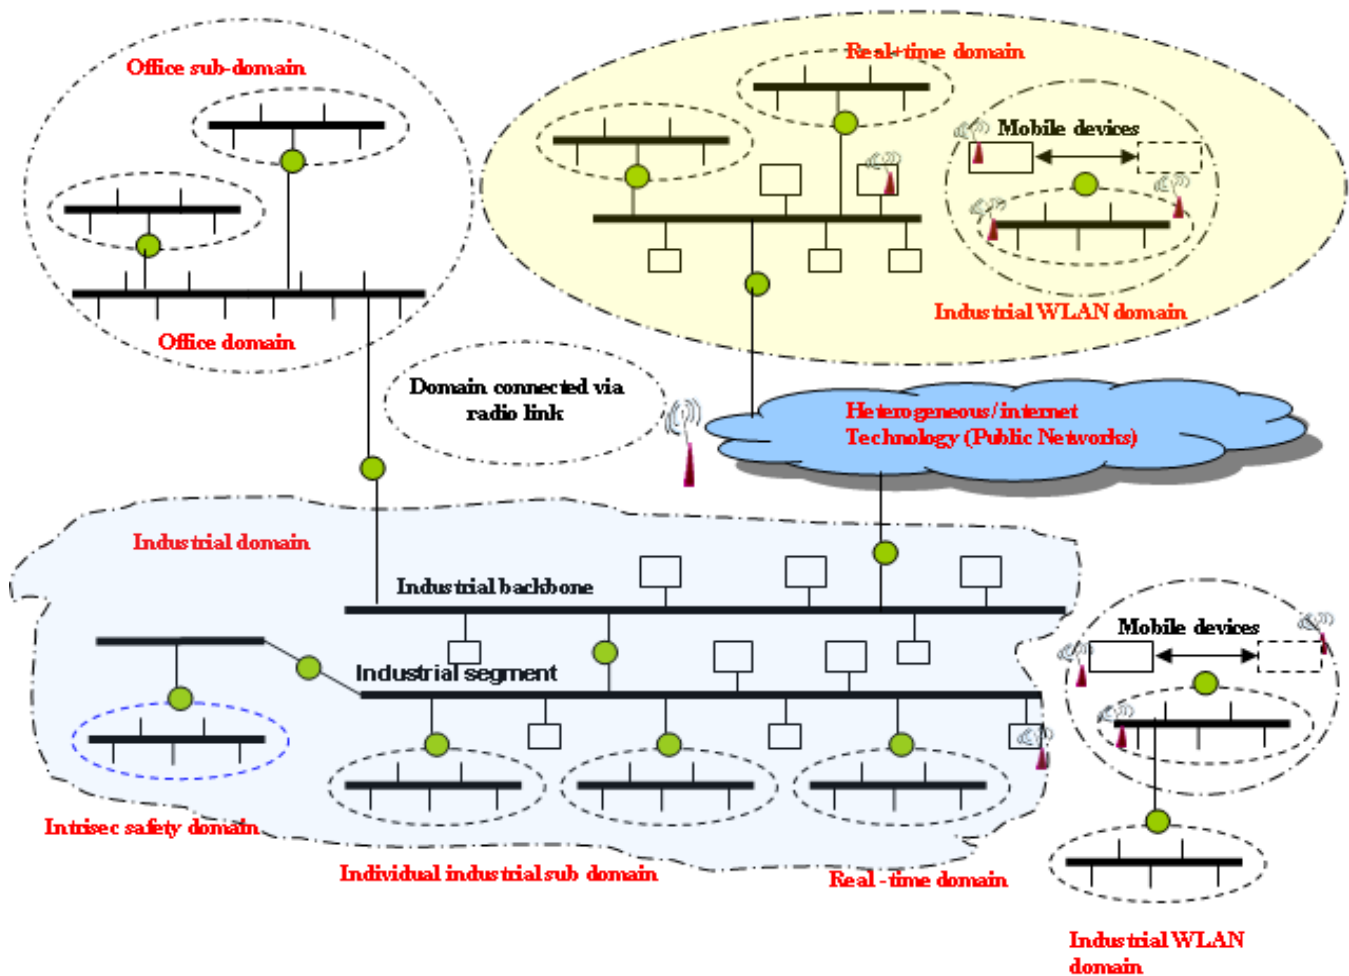 Office sub-domain
Real-time domain
Mobile devices
Industrial WLAN domain
Office domain
Domain connected via
radio link
Heterogeneous/internet
Technology (Public Networks)
Industrial domain
Industrial backbone
Mobile devices
Industrial segment
Intrisec safety domain
Individual industrial sub domain
Real -time domain
Industrial WLAN
domain